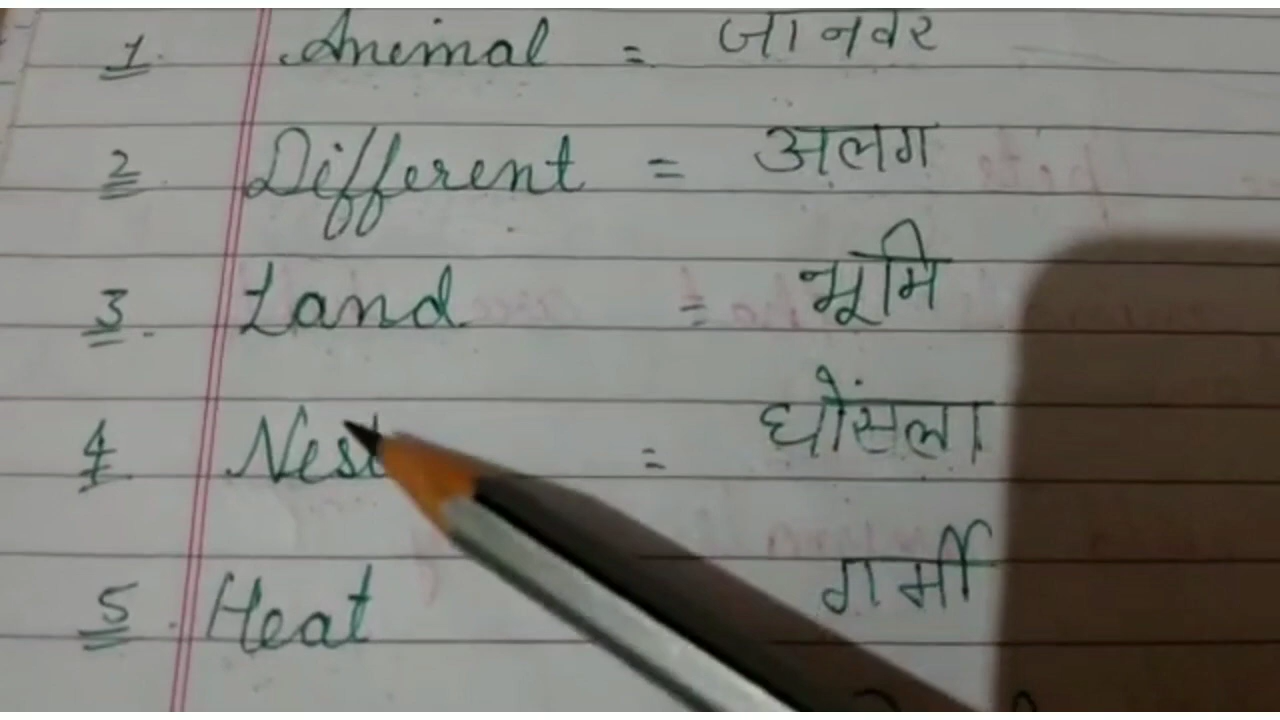 1. Animal = जानवर
2. Different = अलग
3. Land = भूमि
4. Nest = घोंसला
5. Heat गर्मी